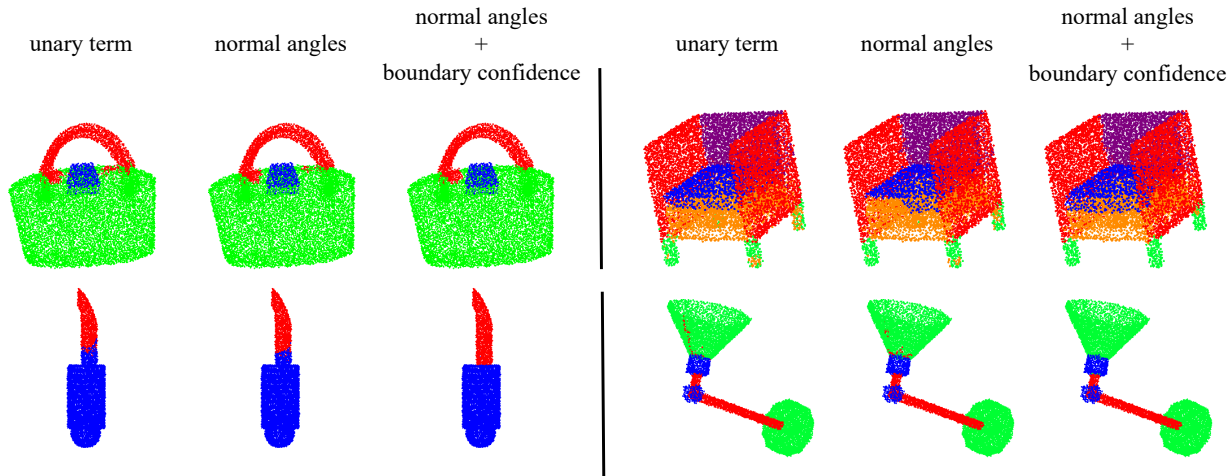 unary term
normal angles
normal angles
+
boundary confidence
unary term
normal angles
normal angles
+
boundary confidence